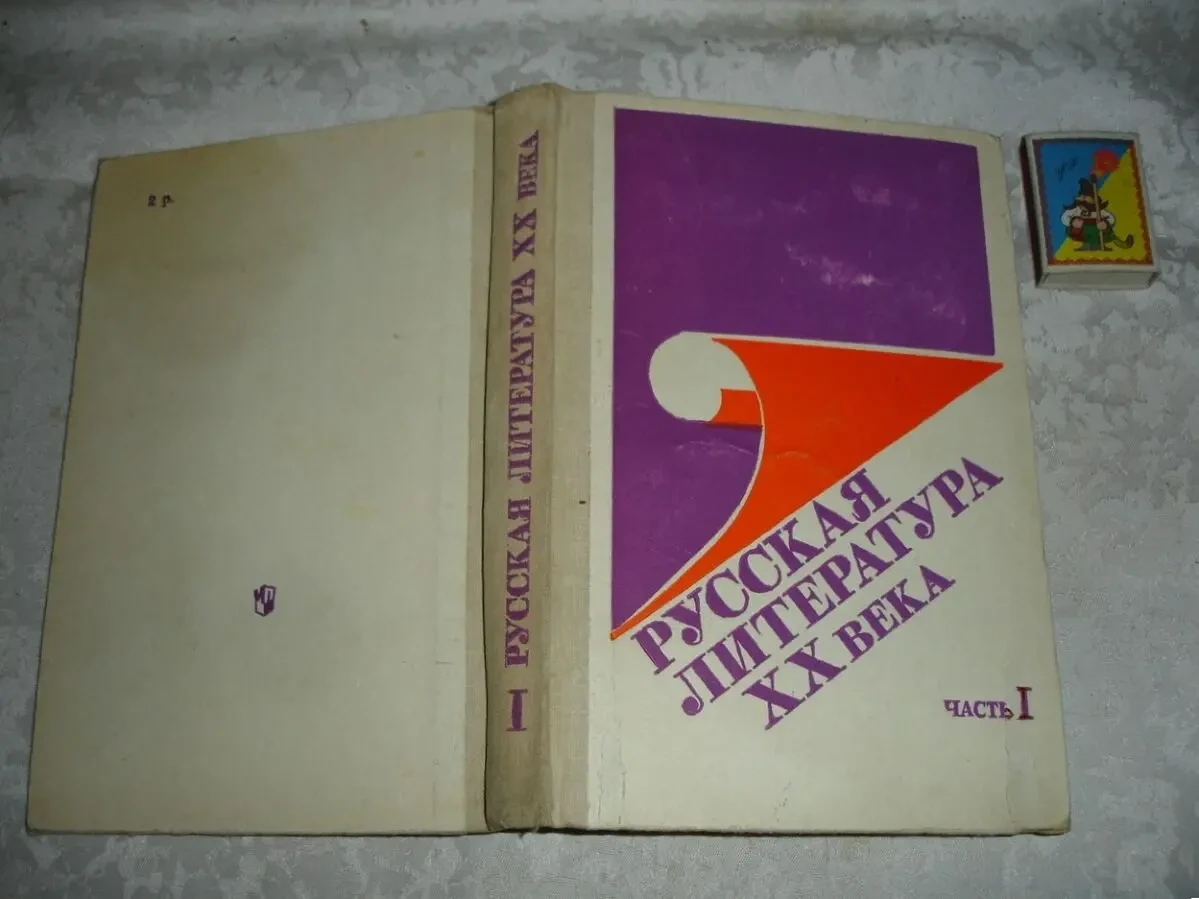 2 р.
РУССКАЯ ЛИТЕРАТУРА XX ВЕКА
I
РУССКАЯ
ЛИТЕРАТУРА
XX ВЕКА
ЧАСТЬ I